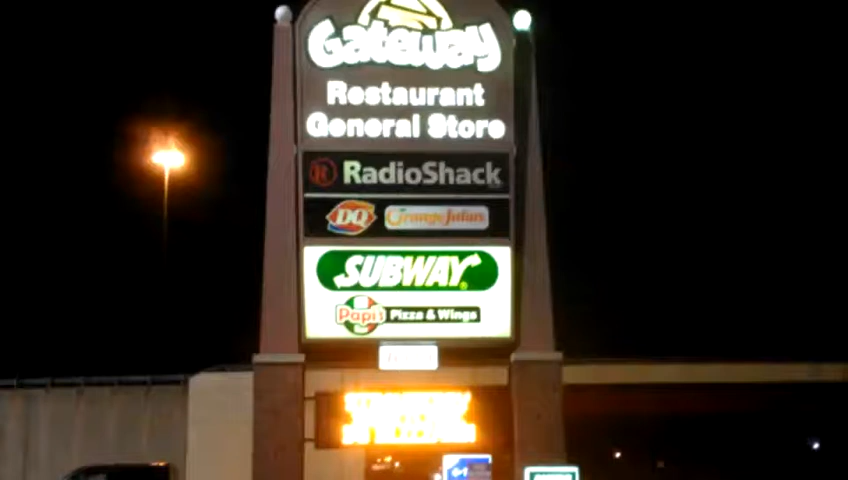 Gateway
Restaurant
General Store
R RadioShack
DQ Orange Julius
SUBWAY
Papi's Pizza & Wings